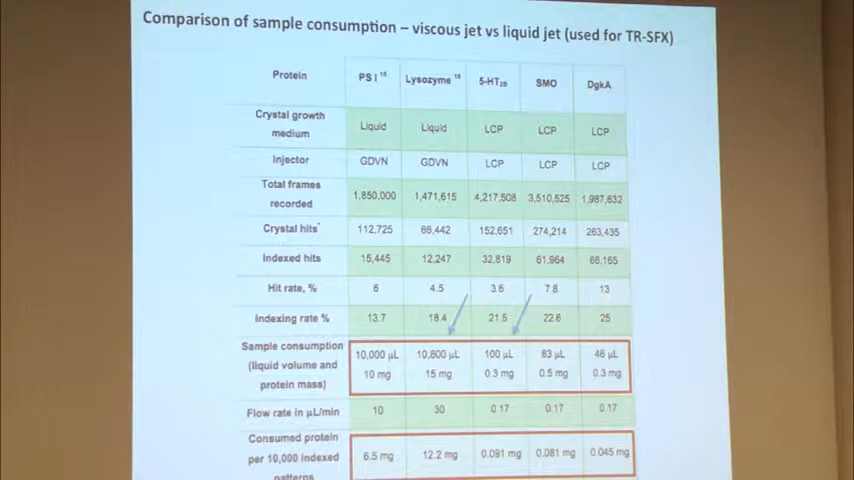 Comparison of sample consumption – viscous jet vs liquid jet (used for TR-SFX)
Protein PS I Lysozyme 5-HT2B SMO DgkA
Crystal growth medium Liquid Liquid LCP LCP LCP
Injector GDVN GDVN LCP LCP LCP
Total frames recorded 1,850,000 1,471,615 4,217,508 3,510,525 1,987,632
Crystal hits* 112,725 66,442 152,651 274,214 263,435
Indexed hits 15,445 12,247 32,819 61,964 66,165
Hit rate, % 6 4.5 3.6 7.8 13
Indexing rate % 13.7 18.4 21.5 22.6 25
Sample consumption (liquid volume and protein mass) 10,000 µL 10 mg 10,800 µL 15 mg 100 µL 0.3 mg 83 µL 0.5 mg 46 µL 0.3 mg
Flow rate in µL/min 10 30 0.17 0.17 0.17
Consumed protein per 10,000 indexed patterns 6.5 mg 12.2 mg 0.091 mg 0.081 mg 0.045 mg